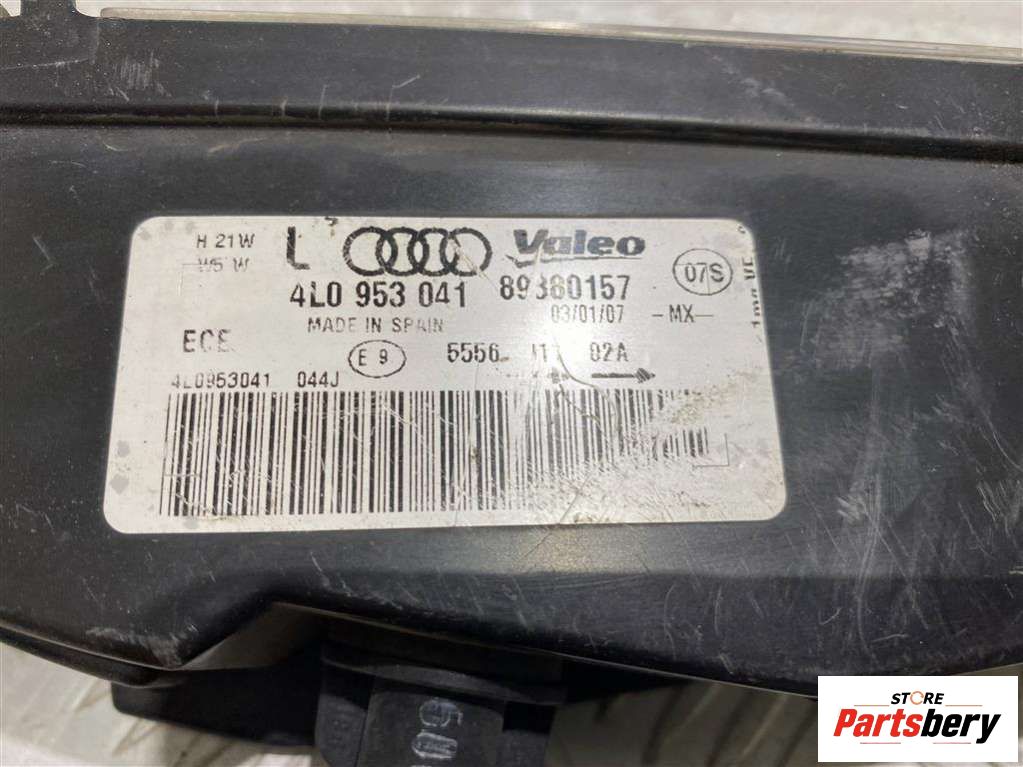 H 21W L Valeo
W5 W 07S
4L0 953 041 89380157
MADE IN SPAIN 03/01/07 -MX-
ECE E 9 5556 02A
4L0953041 044J
STORE
Partsbery